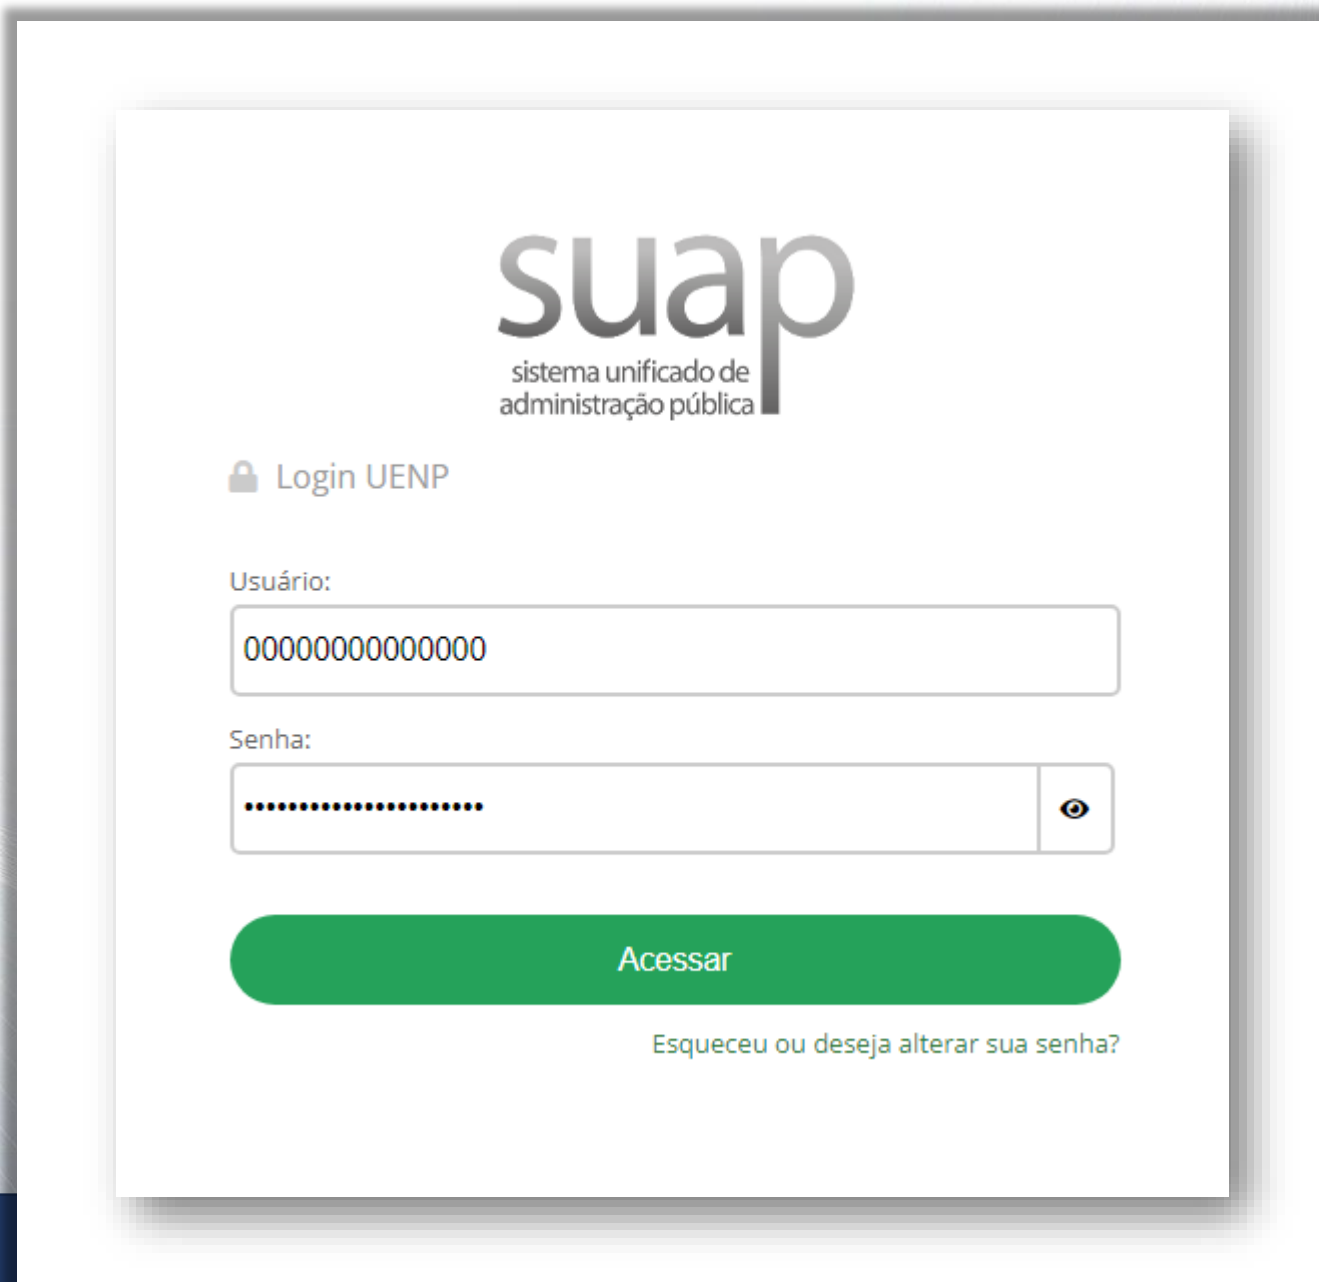 suap
sistema unificado de
administração pública
Login UENP
Usuário:
00000000000000
Senha:
••••••••••••••••••••••
Acessar
Esqueceu ou deseja alterar sua senha?